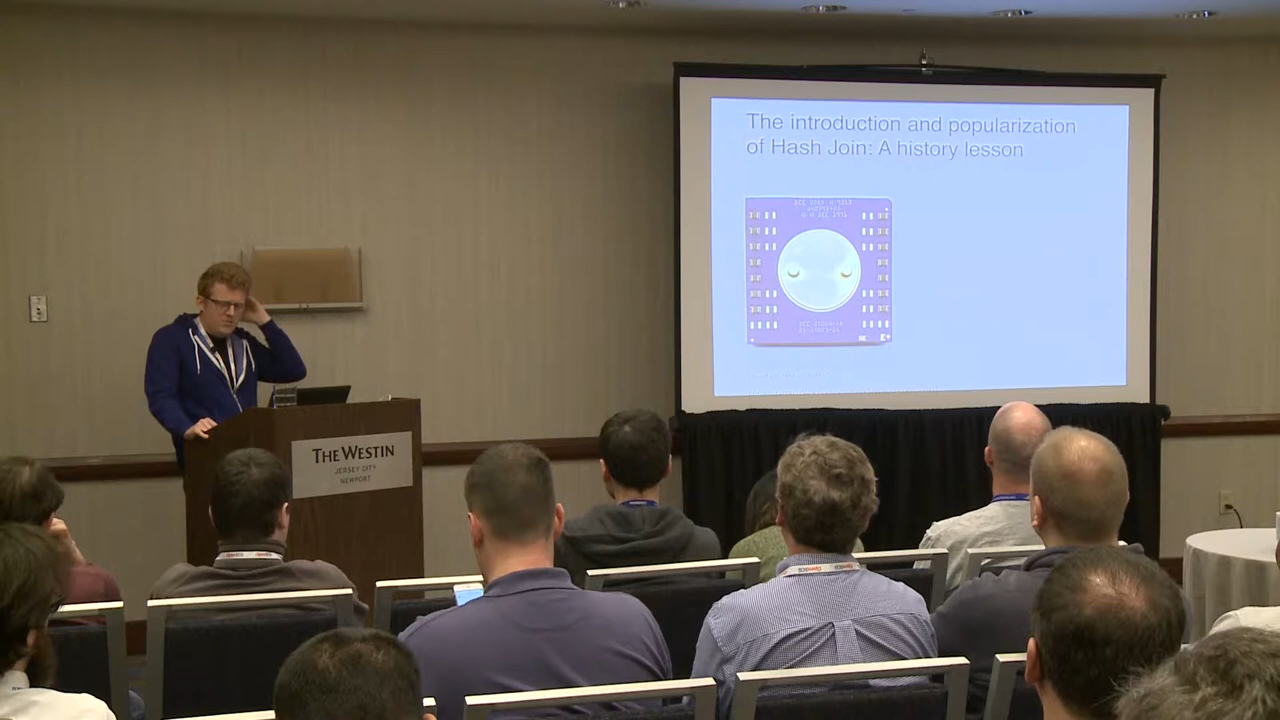 The introduction and popularization
of Hash Join: A history lesson
THE WESTIN
JERSEY CITY
NEWPORT